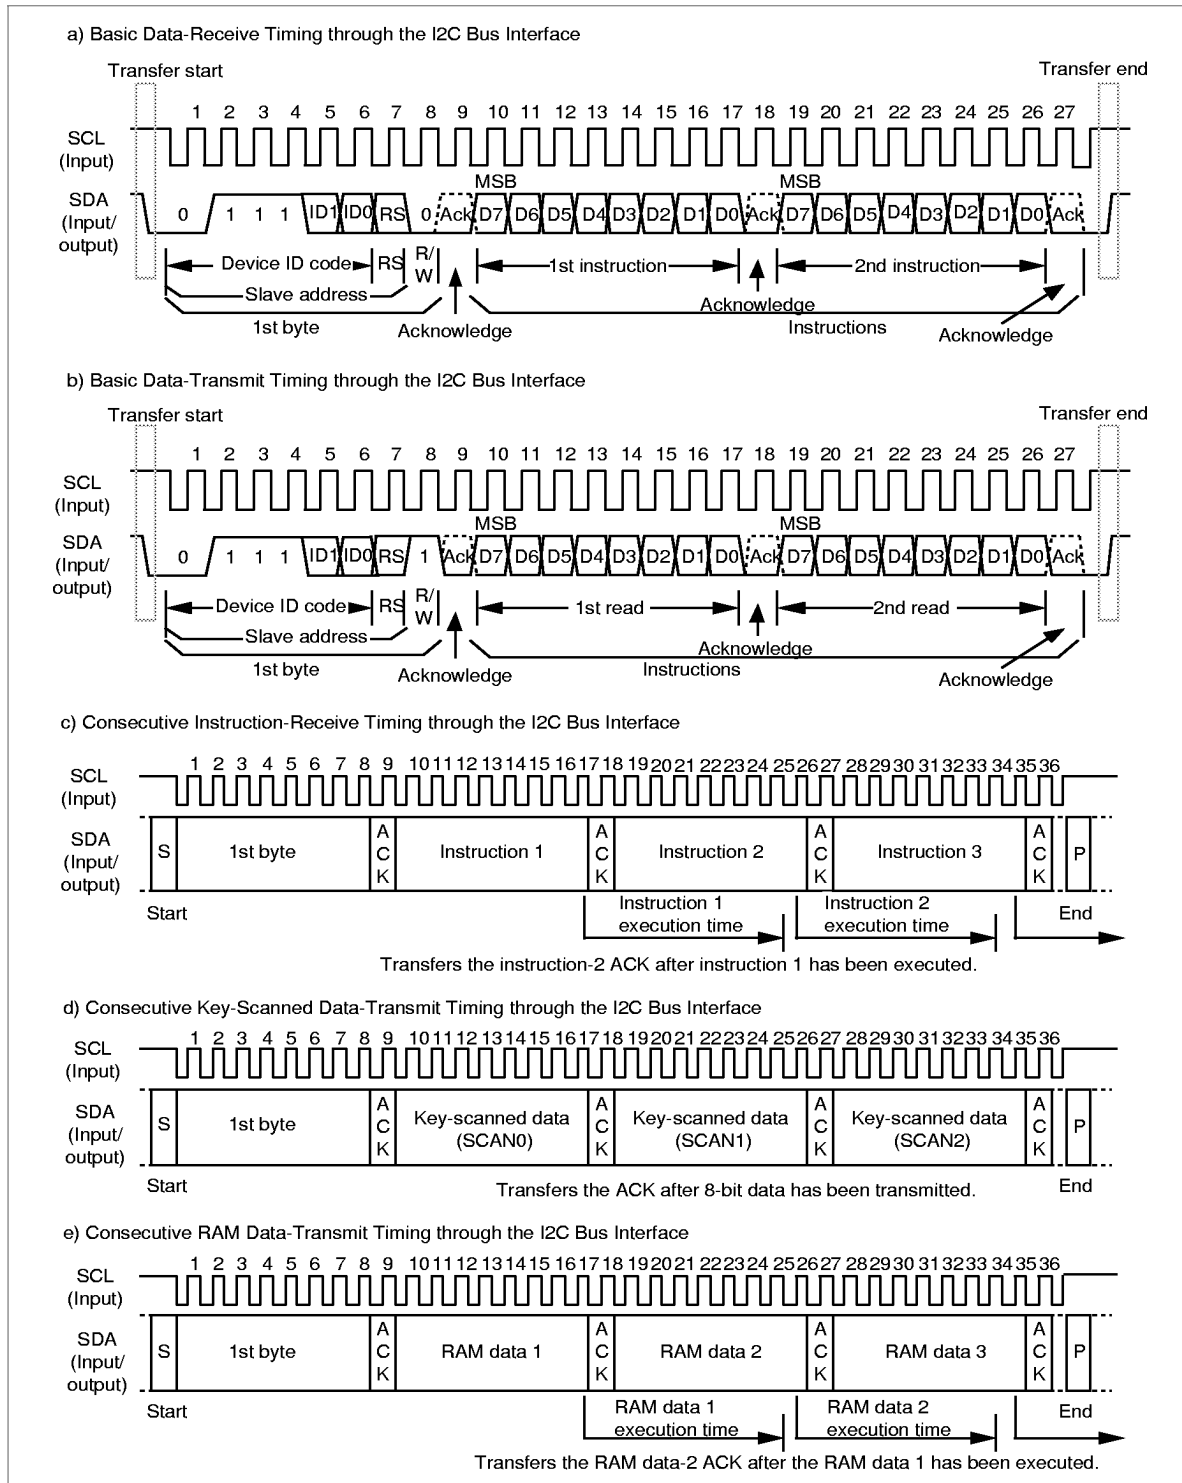 a) Basic Data-Receive Timing through the I2C Bus Interface
Transfer start
Transfer end
1 2 3 4 5 6 7 8 9 10 11 12 13 14 15 16 17 18 19 20 21 22 23 24 25 26 27
SCL
(Input)
MSB MSB
SDA
(Input/
output)
0 1 1 1 ID1 ID0 RS 0 Ack D7 D6 D5 D4 D3 D2 D1 D0 Ack D7 D6 D5 D4 D3 D2 D1 D0 Ack
Device ID code RS R/
W
1st instruction
2nd instruction
Slave address
Acknowledge
1st byte
Acknowledge
Instructions
Acknowledge
b) Basic Data-Transmit Timing through the I2C Bus Interface
Transfer start
Transfer end
1 2 3 4 5 6 7 8 9 10 11 12 13 14 15 16 17 18 19 20 21 22 23 24 25 26 27
SCL
(Input)
MSB MSB
SDA
(Input/
output)
0 1 1 1 ID1 ID0 RS 1 Ack D7 D6 D5 D4 D3 D2 D1 D0 Ack D7 D6 D5 D4 D3 D2 D1 D0 Ack
Device ID code RS R/
W
1st read
2nd read
Slave address
Acknowledge
1st byte
Acknowledge
Instructions
Acknowledge
c) Consecutive Instruction-Receive Timing through the I2C Bus Interface
1 2 3 4 5 6 7 8 9 10 11 12 13 14 15 16 17 18 19 20 21 22 23 24 25 26 27 28 29 30 31 32 33 34 35 36
SCL
(Input)
SDA
(Input/
output)
S 1st byte ACK Instruction 1 ACK Instruction 2 ACK Instruction 3 ACK P
Start
Instruction 1
execution time
Instruction 2
execution time
End
Transfers the instruction-2 ACK after instruction 1 has been executed.
d) Consecutive Key-Scanned Data-Transmit Timing through the I2C Bus Interface
1 2 3 4 5 6 7 8 9 10 11 12 13 14 15 16 17 18 19 20 21 22 23 24 25 26 27 28 29 30 31 32 33 34 35 36
SCL
(Input)
SDA
(Input/
output)
S 1st byte ACK Key-scanned data
(SCAN0)
ACK Key-scanned data
(SCAN1)
ACK Key-scanned data
(SCAN2)
ACK P
Start
Transfers the ACK after 8-bit data has been transmitted.
End
e) Consecutive RAM Data-Transmit Timing through the I2C Bus Interface
1 2 3 4 5 6 7 8 9 10 11 12 13 14 15 16 17 18 19 20 21 22 23 24 25 26 27 28 29 30 31 32 33 34 35 36
SCL
(Input)
SDA
(Input/
output)
S 1st byte ACK RAM data 1 ACK RAM data 2 ACK RAM data 3 ACK P
Start
RAM data 1
execution time
RAM data 2
execution time
End
Transfers the RAM data-2 ACK after the RAM data 1 has been executed.